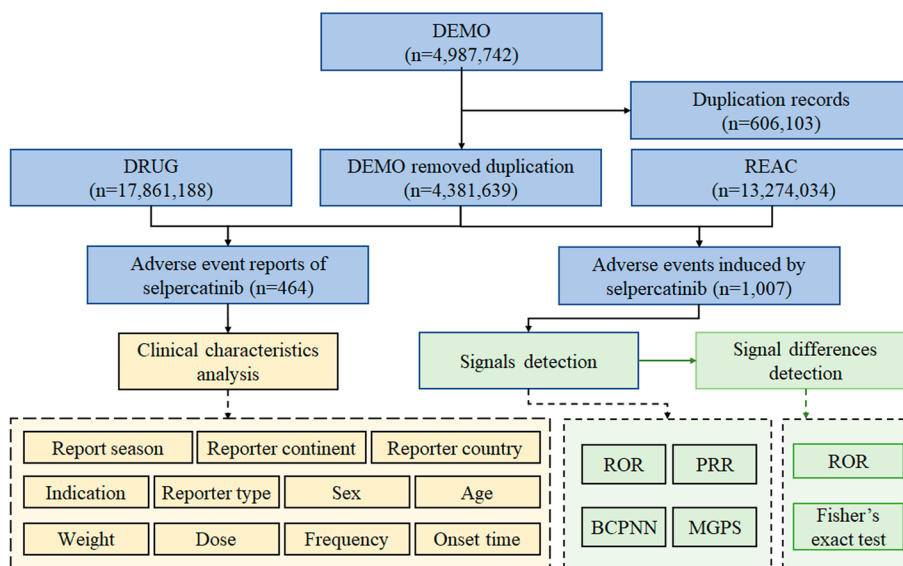 DEMO
(n=4,987,742)
Duplication records
(n=606,103)
DRUG
(n=17,861,188)
DEMO removed duplication
(n=4,381,639)
REAC
(n=13,274,034)
Adverse event reports of
selpercatinib (n=464)
Adverse events induced by
selpercatinib (n=1,007)
Clinical characteristics
analysis
Signals detection
Signal differences
detection
Report season
Reporter continent
Reporter country
Indication
Reporter type
Sex
Age
Weight
Dose
Frequency
Onset time
ROR
PRR
BCPNN
MGPS
ROR
Fisher's
exact test